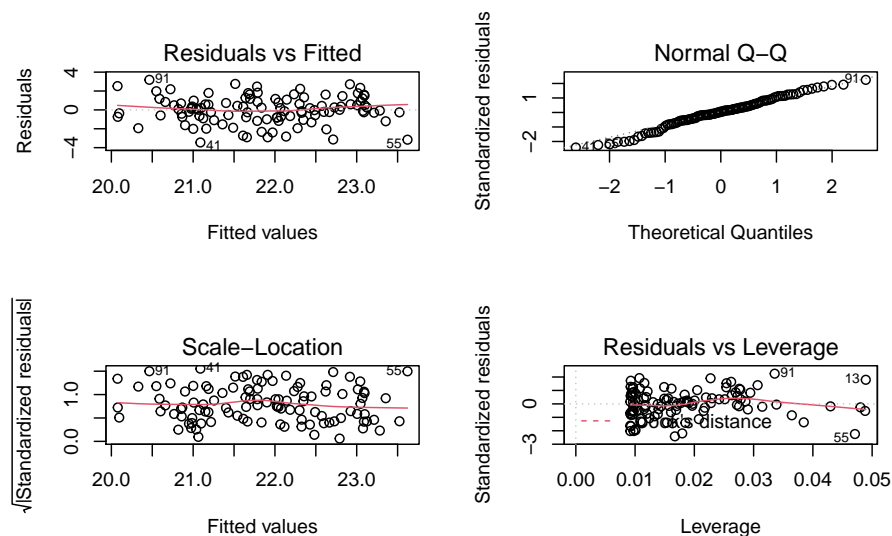 Residuals vs Fitted
Residuals
4
0
−4
91
41
55
20.0 21.0 22.0 23.0
Fitted values
Normal Q−Q
Standardized residuals
1
−2
91
41
−2 −1 0 1 2
Theoretical Quantiles
Scale−Location
√|Standardized residuals|
1.0
0.0
91
41
55
20.0 21.0 22.0 23.0
Fitted values
Residuals vs Leverage
Standardized residuals
0
−3
91
13
55
Cook's distance
0.00 0.01 0.02 0.03 0.04 0.05
Leverage